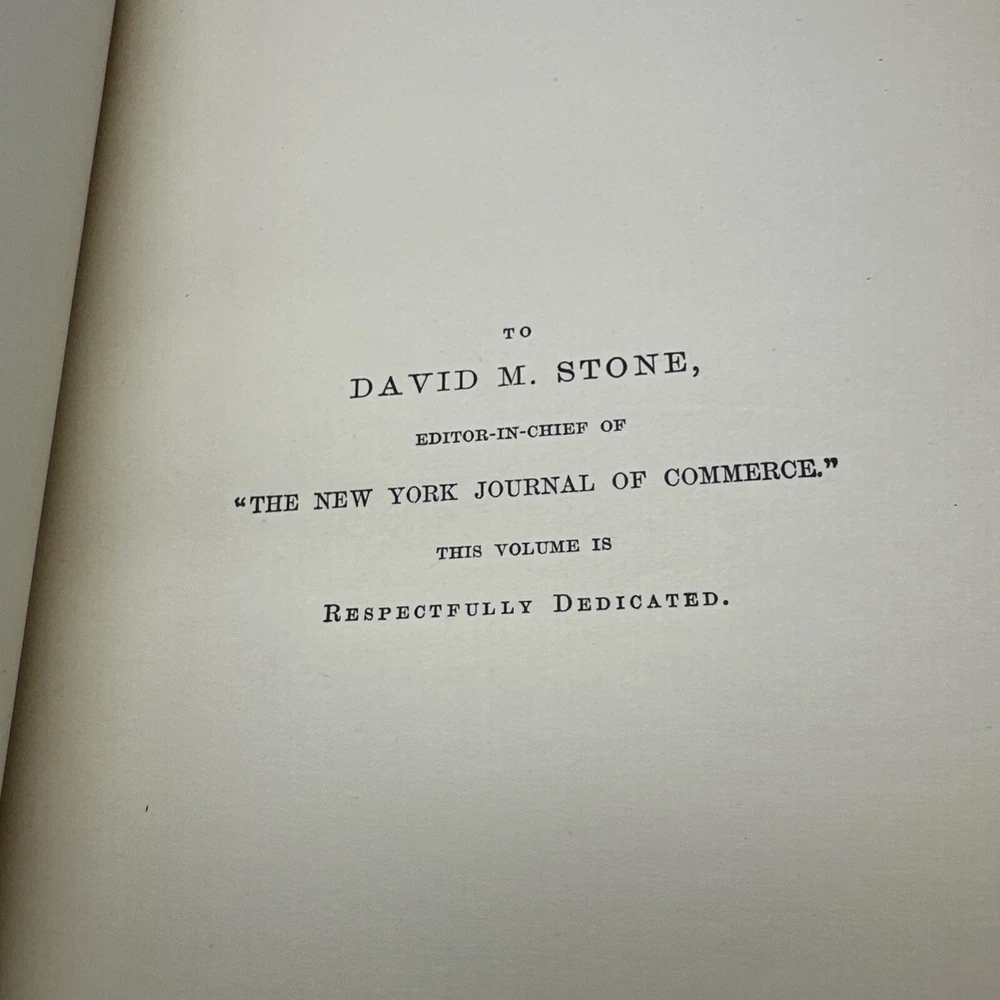 TO
DAVID M. STONE,
EDITOR-IN-CHIEF OF
“THE NEW YORK JOURNAL OF COMMERCE.”
THIS VOLUME IS
RESPECTFULLY DEDICATED.